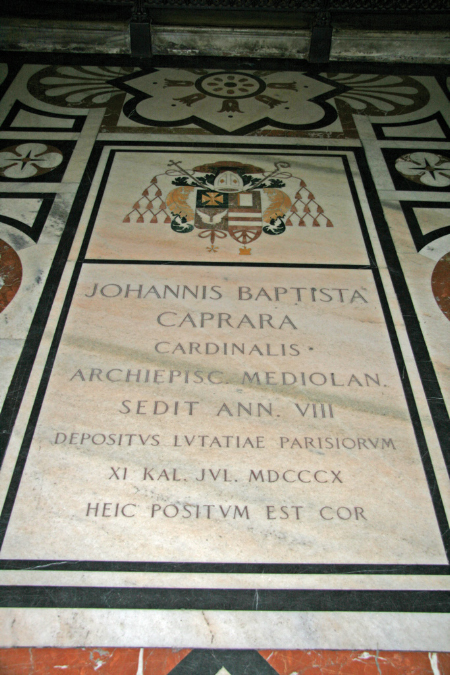 JOHANNIS BAPTISTA
CAPRARA
CARDINALIS
ARCHIEPISC. MEDIOLAN.
SEDIT ANN. VIII
DEPOSITVS LVTATIAE PARISIORVM
XI KAL. JVL. MDCCCX
HEIC POSITVM EST COR